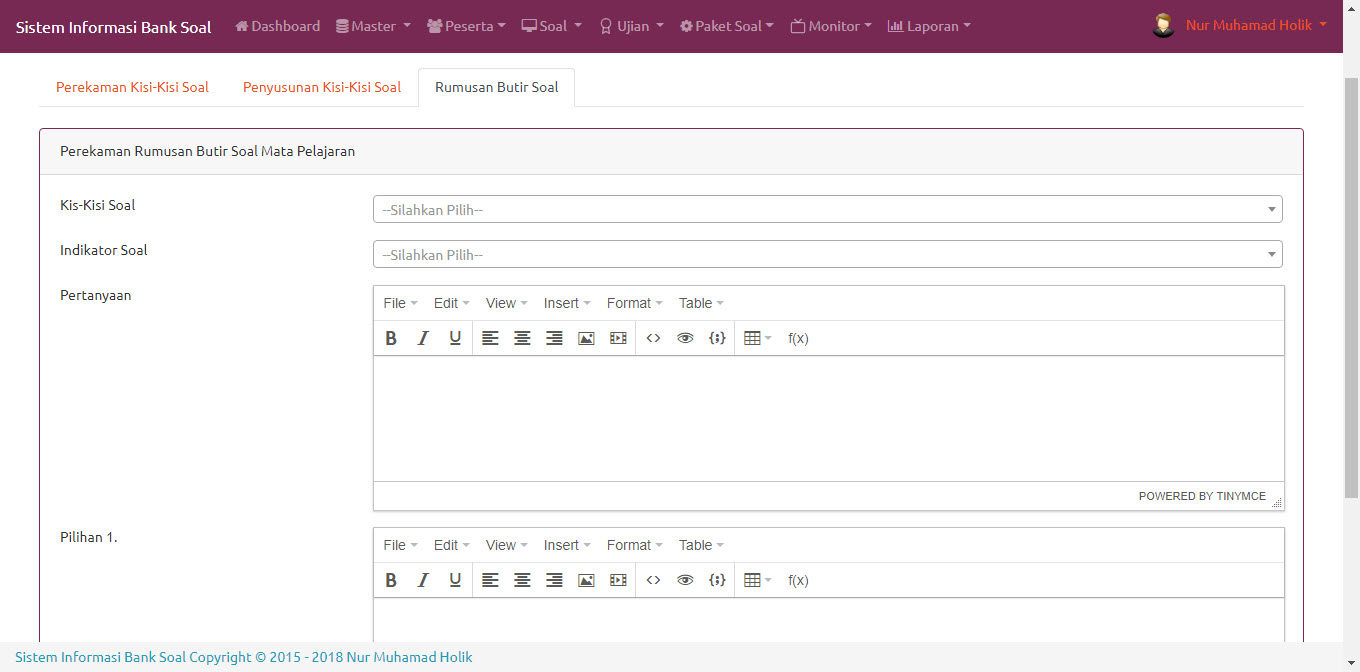 Sistem Informasi Bank Soal Dashboard Master Peserta Soal Ujian Paket Soal Monitor Laporan Nur Muhamad Holik
Perekaman Kisi-Kisi Soal Penyusunan Kisi-Kisi Soal Rumusan Butir Soal
Perekaman Rumusan Butir Soal Mata Pelajaran
Kis-Kisi Soal --Silahkan Pilih--
Indikator Soal --Silahkan Pilih--
Pertanyaan File Edit View Insert Format Table
B I U <> {;} f(x)
POWERED BY TINYMCE
Pilihan 1. File Edit View Insert Format Table
B I U <> {;} f(x)
Sistem Informasi Bank Soal Copyright © 2015 - 2018 Nur Muhamad Holik